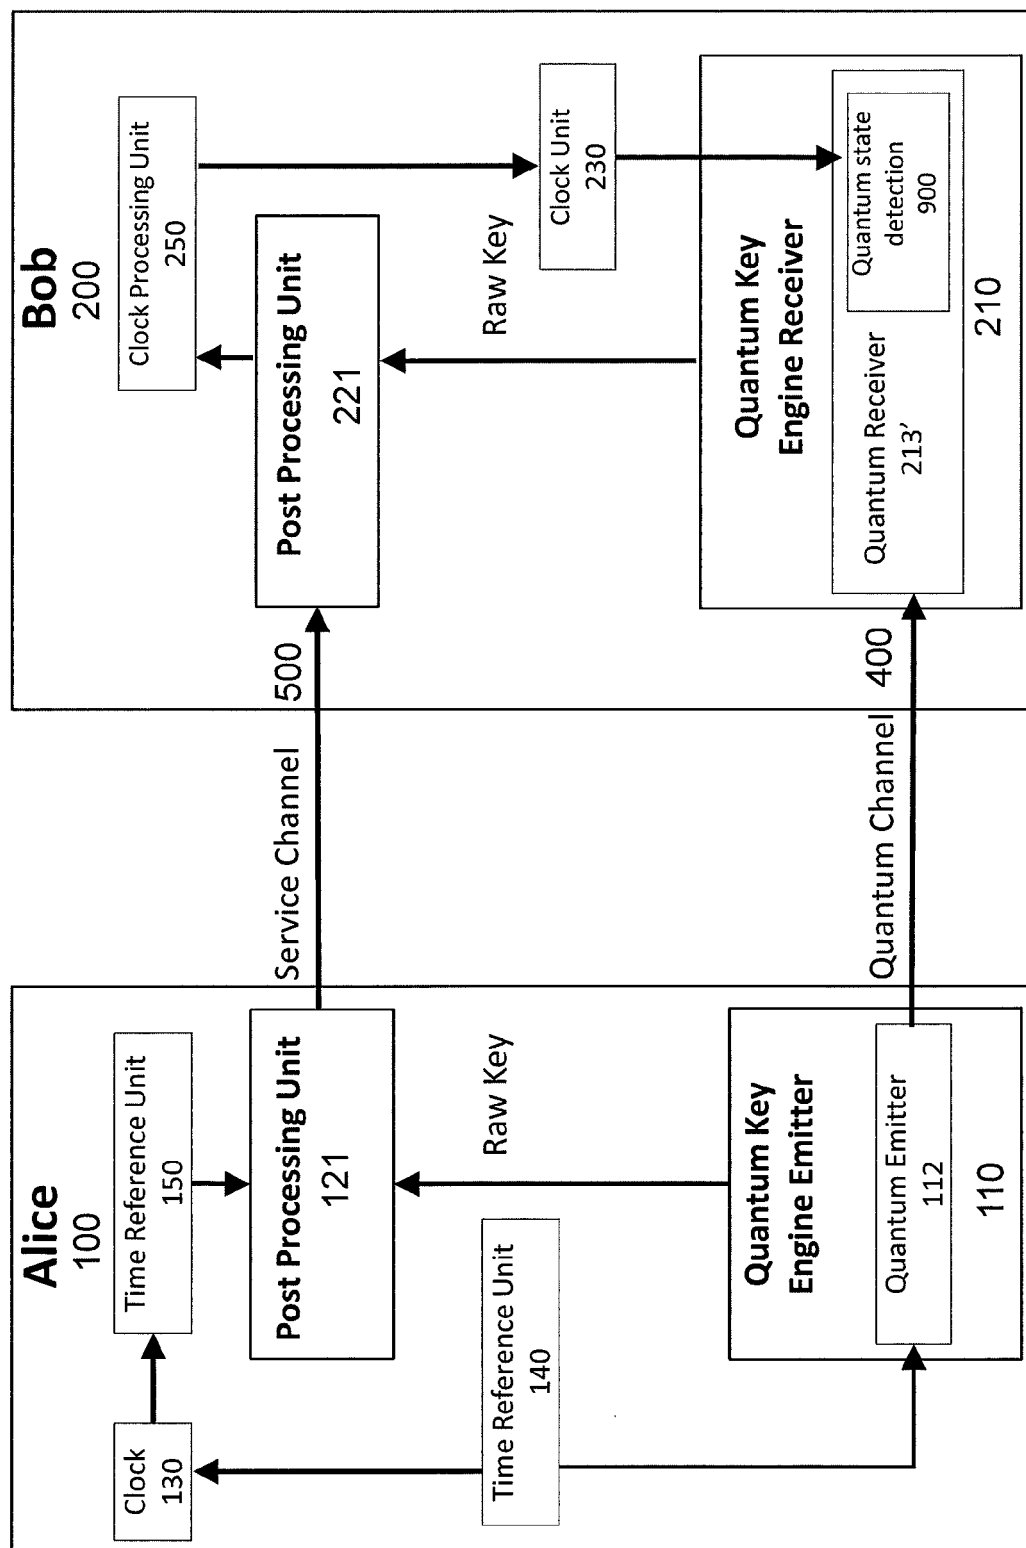 Alice
100
Clock
130
Time Reference Unit
150
Post Processing Unit
121
Time Reference Unit
140
Raw Key
Quantum Key
Engine Emitter
Quantum Emitter
112
110
Service Channel
500
Quantum Channel
400
Bob
200
Clock Processing Unit
250
Post Processing Unit
221
Raw Key
Clock Unit
230
Quantum Key
Engine Receiver
Quantum Receiver
213’
Quantum state
detection
900
210